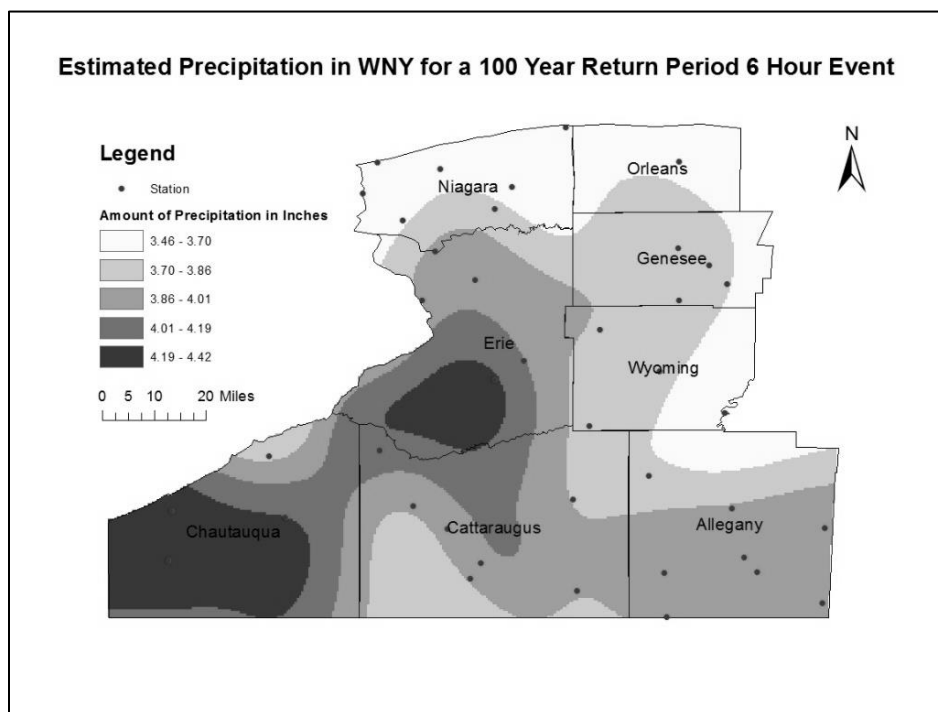 Estimated Precipitation in WNY for a 100 Year Return Period 6 Hour Event
N
Legend
Station
Amount of Precipitation in Inches
3.46 - 3.70
3.70 - 3.86
3.86 - 4.01
4.01 - 4.19
4.19 - 4.42
0 5 10 20 Miles
Niagara
Orleans
Genesee
Erie
Wyoming
Chautauqua
Cattaraugus
Allegany